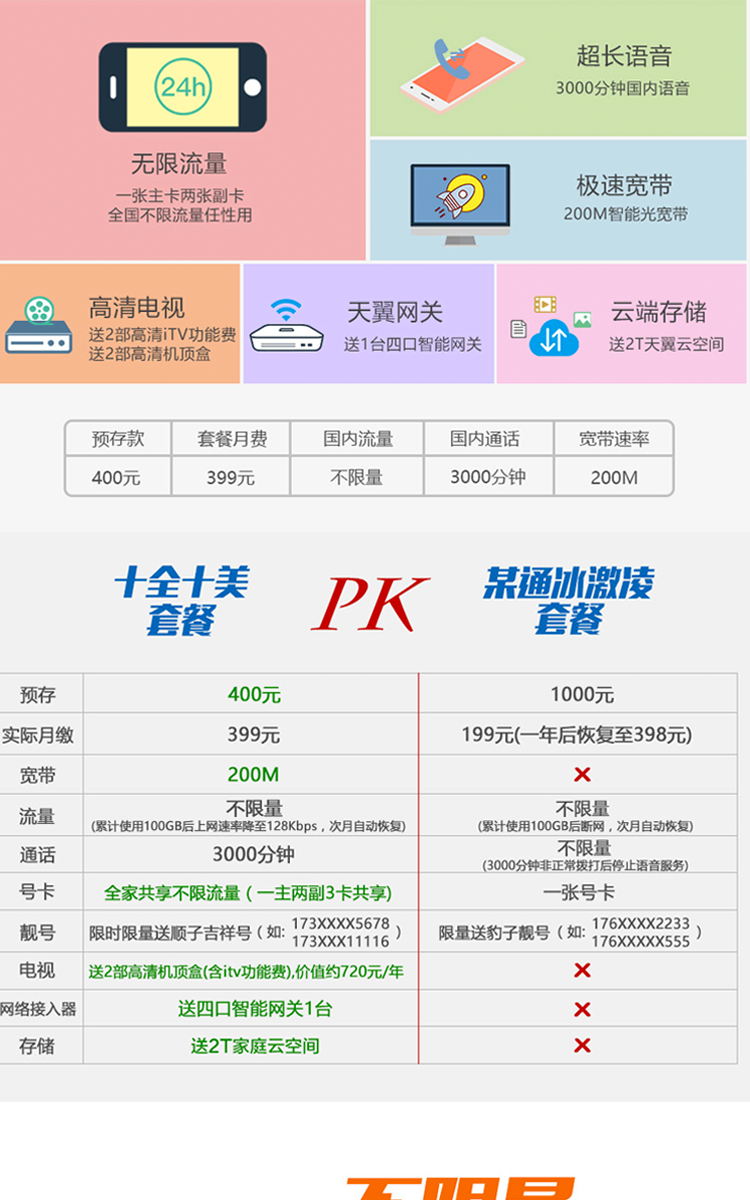 24h
无限流量
一张主卡两张副卡
全国不限流量任性用
超长语音
3000分钟国内语音
极速宽带
200M智能光宽带
高清电视
送2部高清iTV功能费
送2部高清机顶盒
天翼网关
送1台四口智能网关
云端存储
送2T天翼云空间
预存款 套餐月费 国内流量 国内通话 宽带速率
400元 399元 不限量 3000分钟 200M
十全十美
套餐
PK
某通冰激凌
套餐
预存 400元 1000元
实际月缴 399元 199元(一年后恢复至398元)
宽带 200M
流量 不限量 不限量
(累计使用100GB后上网速率降至128Kbps，次月自动恢复) (累计使用100GB后断网，次月自动恢复)
通话 3000分钟 不限量
(3000分钟非正常拨打后停止语音服务)
号卡 全家共享不限流量（一主两副3卡共享) 一张号卡
靓号 限时限量送顺子吉祥号（如: 173XXXX5678
173XXX11116 ） 限量送豹子靓号（如: 176XXXX2233
176XXXXX555 ）
电视 送2部高清机顶盒(含itv功能费),价值约720元/年
网络接入器 送四口智能网关1台
存储 送2T家庭云空间